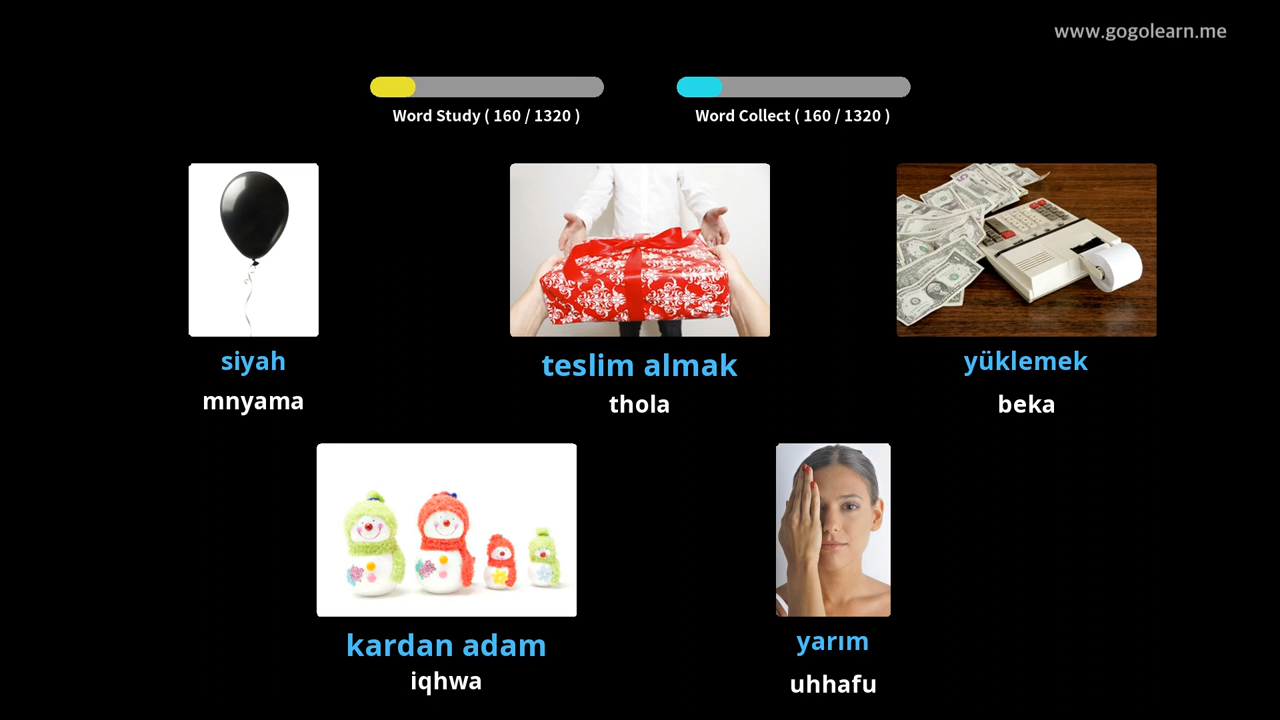 www.gogolearn.me
Word Study ( 160 / 1320 )
Word Collect ( 160 / 1320 )
siyah
mnyama
teslim almak
thola
yüklemek
beka
kardan adam
iqhwa
yarım
uhhafu